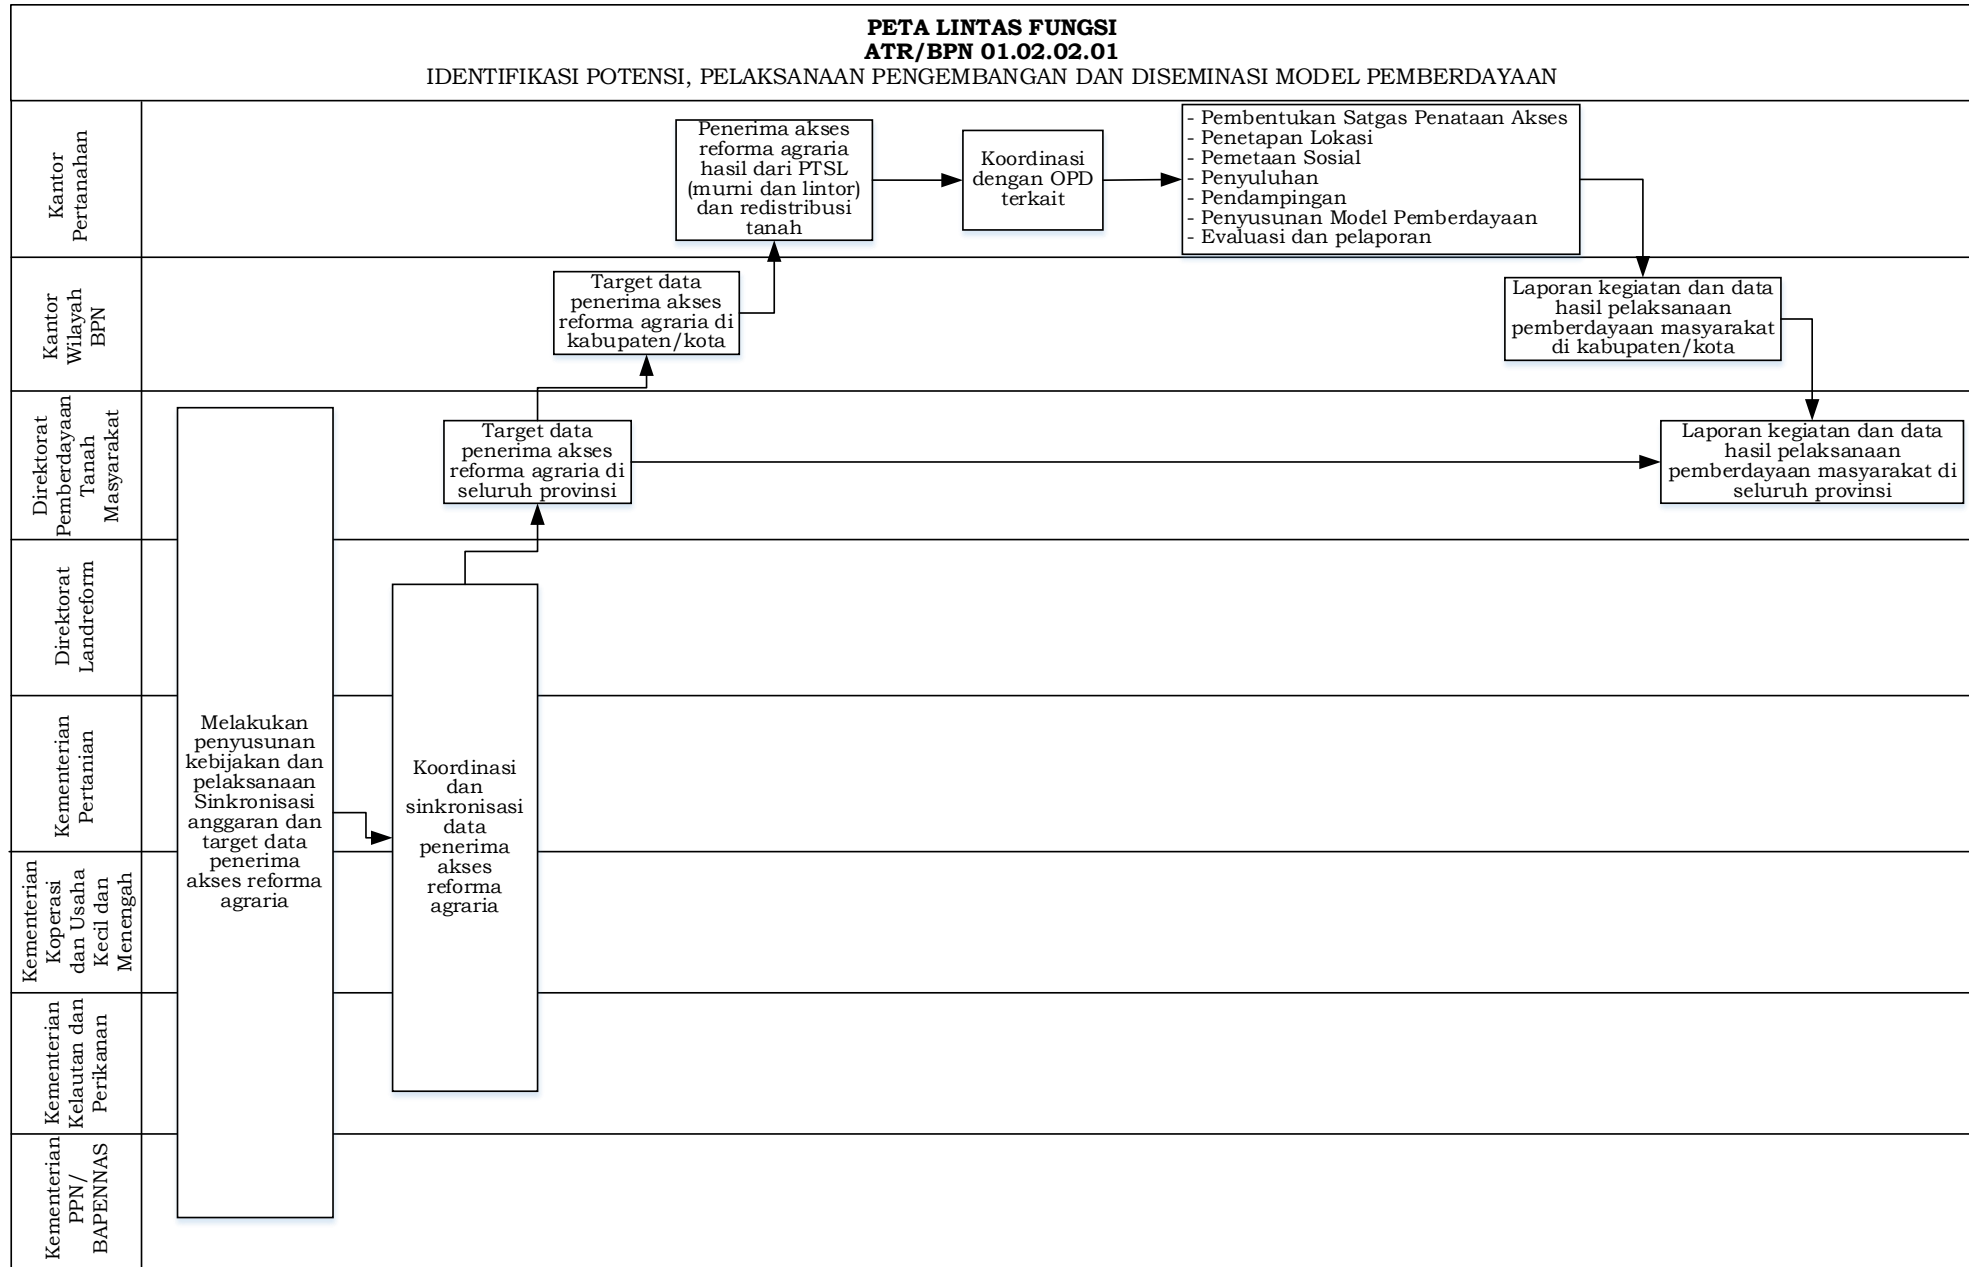 PETA LINTAS FUNGSI
ATR/BPN 01.02.02.01
IDENTIFIKASI POTENSI, PELAKSANAAN PENGEMBANGAN DAN DISEMINASI MODEL PEMBERDAYAAN
Kantor
Pertanahan
Penerima akses
reforma agraria
hasil dari PTSL
(murni dan lintor)
dan redistribusi
tanah
Koordinasi
dengan OPD
terkait
- Pembentukan Satgas Penataan Akses
- Penetapan Lokasi
- Pemetaan Sosial
- Penyuluhan
- Pendampingan
- Penyusunan Model Pemberdayaan
- Evaluasi dan pelaporan
Kantor
Wilayah
BPN
Target data
penerima akses
reforma agraria di
kabupaten/kota
Laporan kegiatan dan data
hasil pelaksanaan
pemberdayaan masyarakat
di kabupaten/kota
Direktorat
Pemberdayaan
Tanah
Masyarakat
Target data
penerima akses
reforma agraria di
seluruh provinsi
Laporan kegiatan dan data
hasil pelaksanaan
pemberdayaan masyarakat di
seluruh provinsi
Direktorat
Landreform
Kementerian
Pertanian
Melakukan
penyusunan
kebijakan dan
pelaksanaan
Sinkronisasi
anggaran dan
target data
penerima
akses reforma
agraria
Koordinasi
dan
sinkronisasi
data
penerima
akses
reforma
agraria
Kementerian
Koperasi
dan Usaha
Kecil dan
Menengah
Kementerian
Kelautan dan
Perikanan
Kementerian
PPN/
BAPENNAS